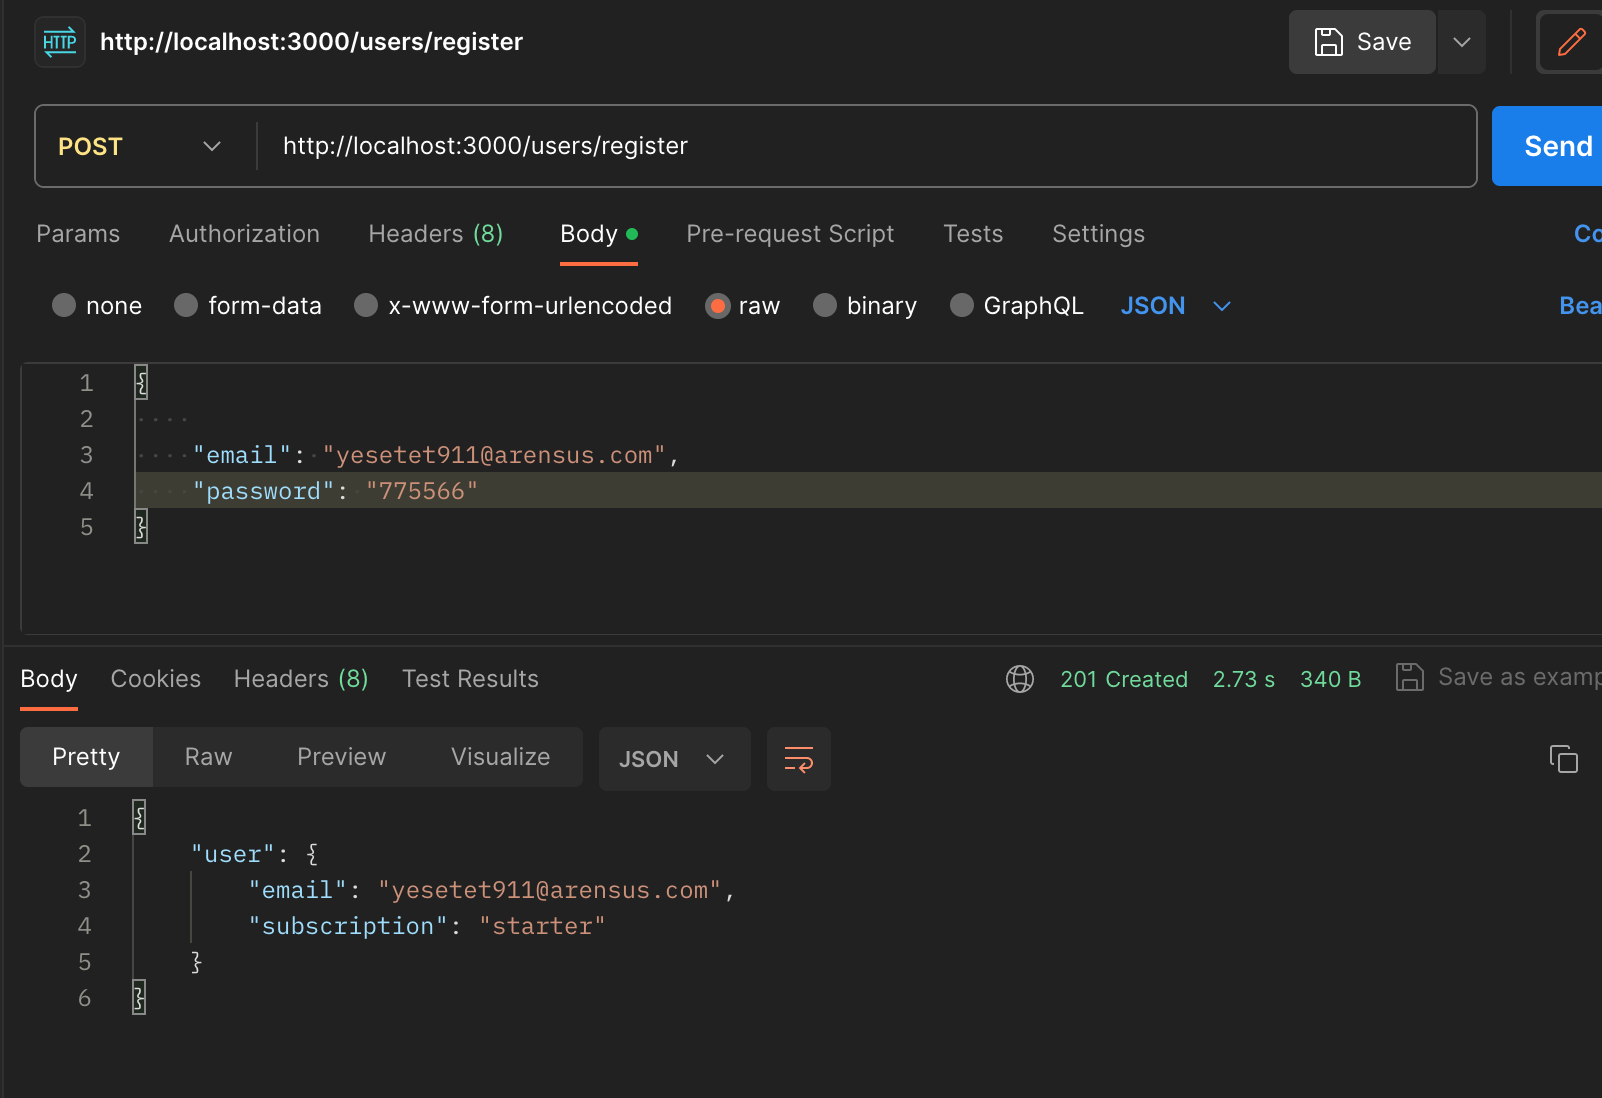 HTTP http://localhost:3000/users/register Save
POST http://localhost:3000/users/register Send
Params Authorization Headers (8) Body Pre-request Script Tests Settings Co
none form-data x-www-form-urlencoded raw binary GraphQL JSON Bea
1 {
2
3 "email": "yesetet911@arensus.com",
4 "password": "775566"
5 }
Body Cookies Headers (8) Test Results 201 Created 2.73 s 340 B Save as examp
Pretty Raw Preview Visualize JSON
1 {
2 "user": {
3 "email": "yesetet911@arensus.com",
4 "subscription": "starter"
5 }
6 }